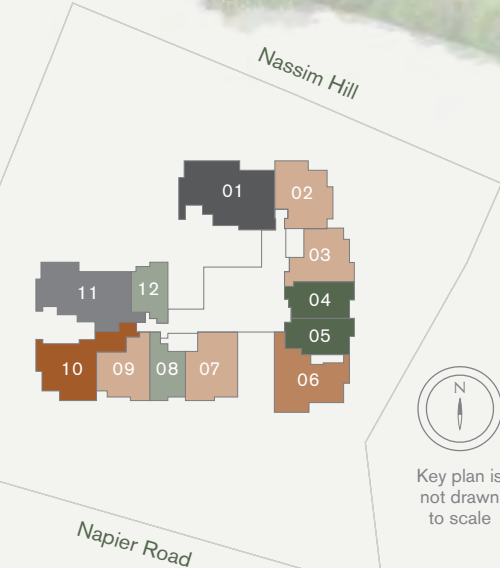 Nassim Hill
01
02
03
04
05
06
07
08
09
10
11
12
N
Key plan is
not drawn
to scale
Napier Road